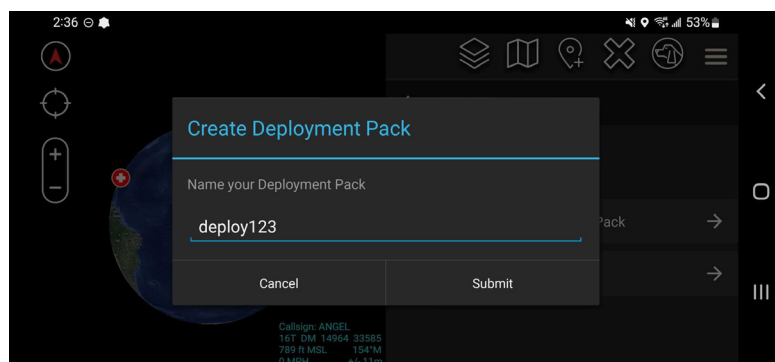 2:36
53%
Create Deployment Pack
Name your Deployment Pack
deploy123
Pack
Cancel
Submit
Callsign: ANGEL
16T DM 14964 33585
789 ft MSL 154°M
0 MPH +/- 11m